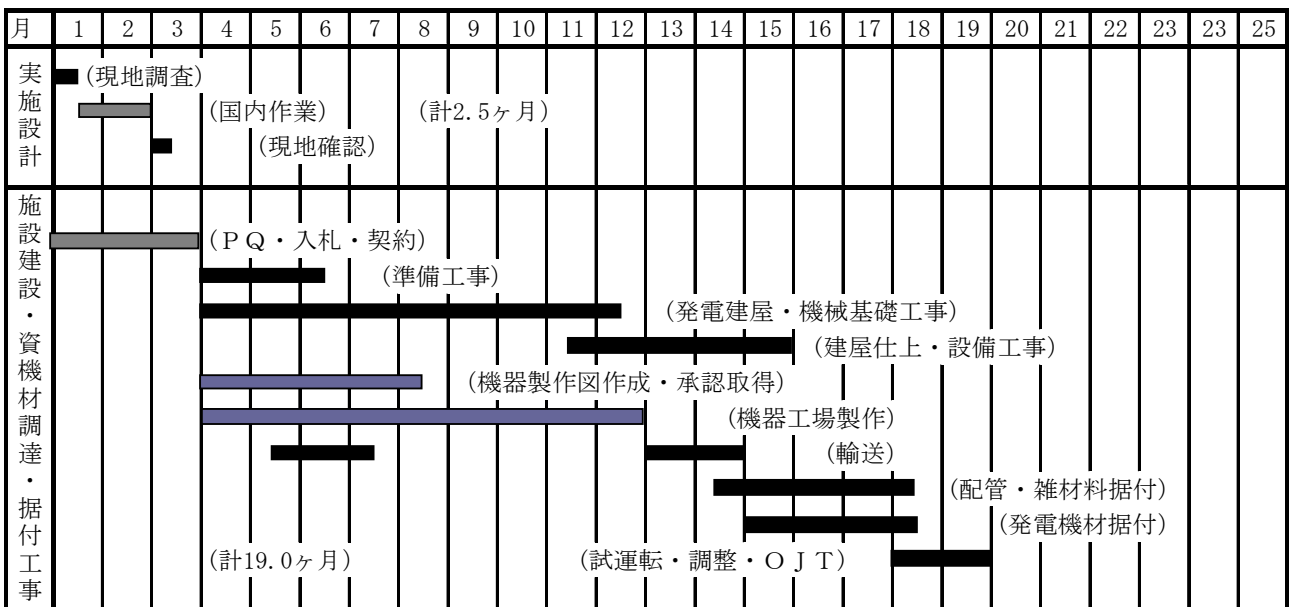 月 1 2 3 4 5 6 7 8 9 10 11 12 13 14 15 16 17 18 19 20 21 22 23 23 25
実施設計
(現地調査)
(国内作業) (計2.5ヶ月)
(現地確認)
施設建設・資機材調達・据付工事
(ＰＱ・入札・契約)
(準備工事)
(発電建屋・機械基礎工事)
(建屋仕上・設備工事)
(機器製作図作成・承認取得)
(機器工場製作)
(輸送)
(配管・雑材料据付)
(発電機材据付)
(計19.0ヶ月) (試運転・調整・ＯＪＴ)